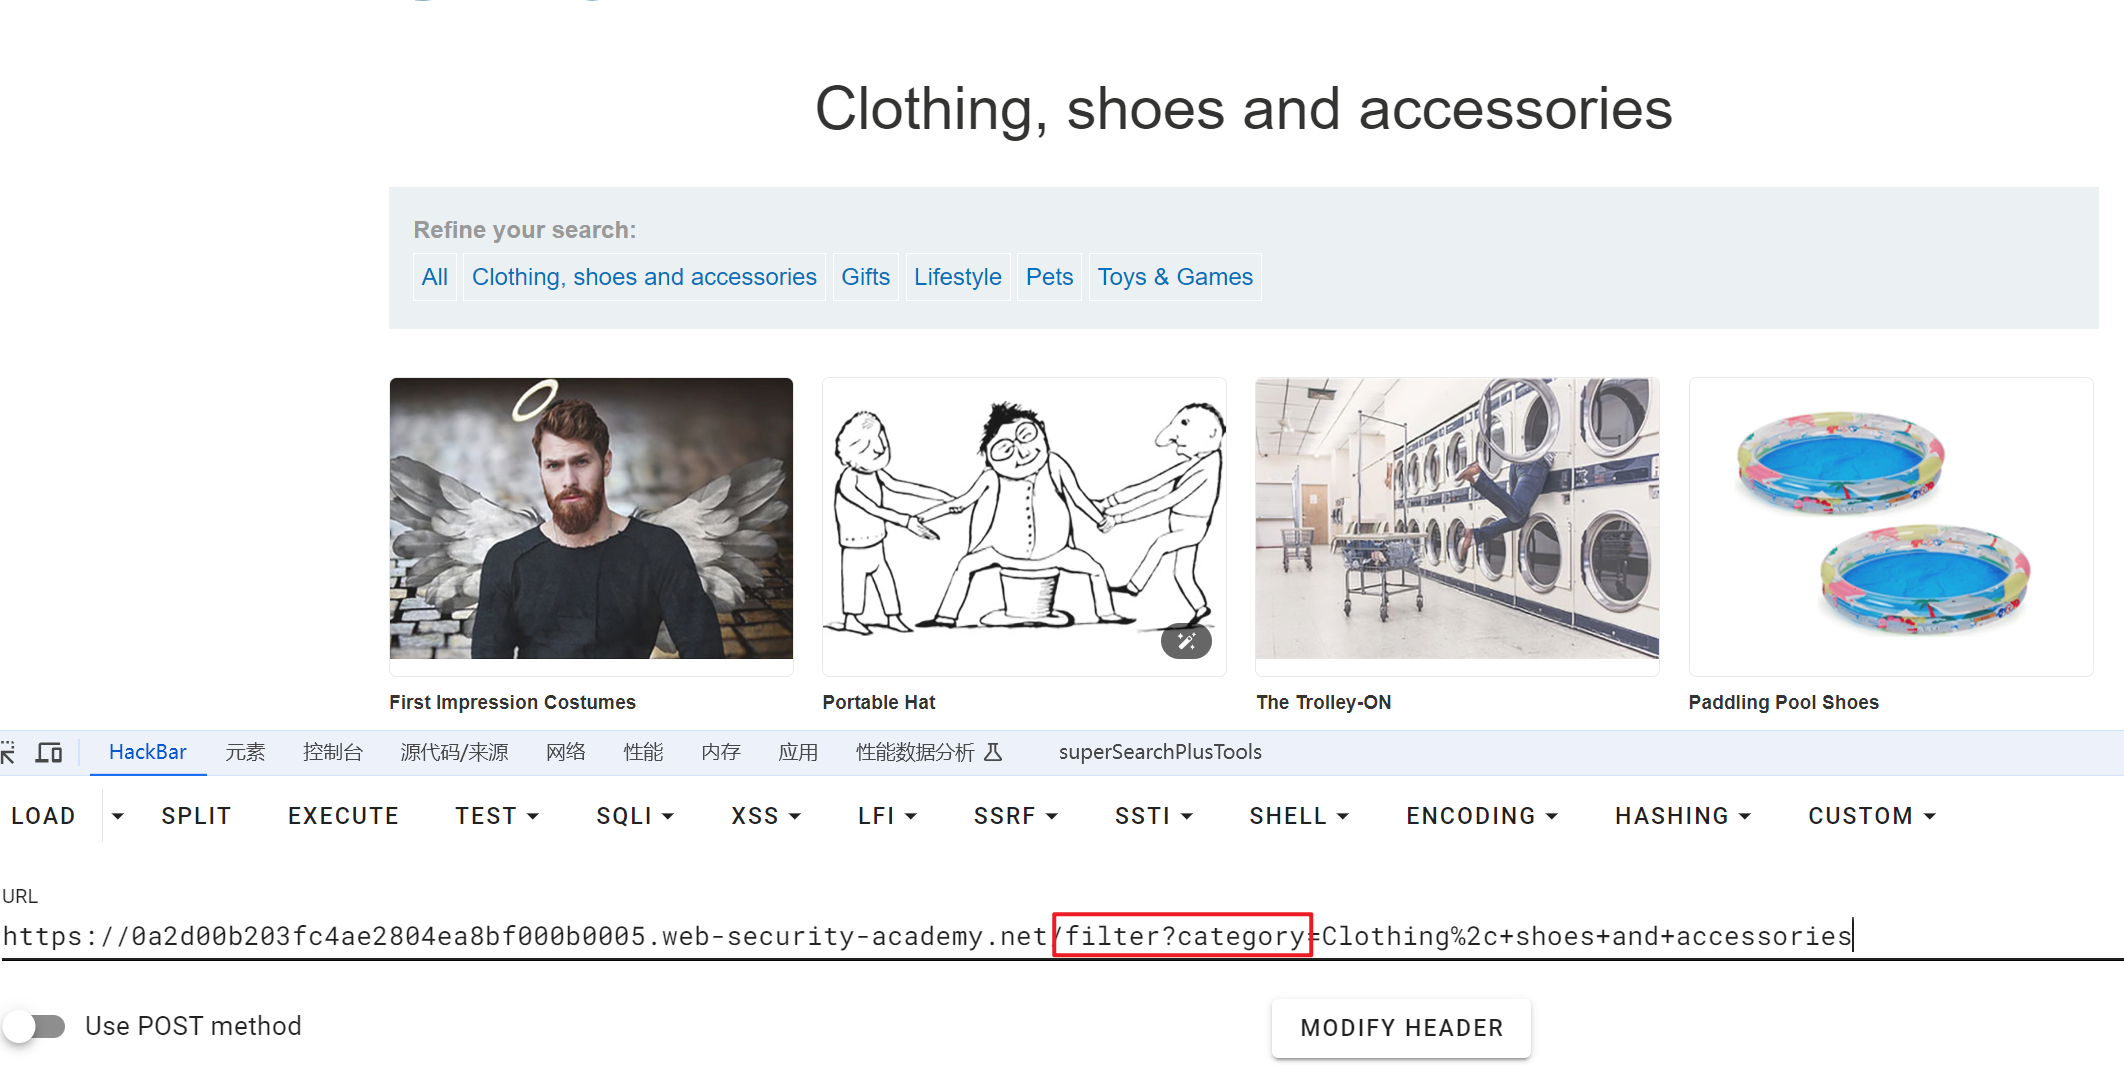 Clothing, shoes and accessories
Refine your search:
All Clothing, shoes and accessories Gifts Lifestyle Pets Toys & Games
First Impression Costumes Portable Hat The Trolley-ON Paddling Pool Shoes
HackBar 元素 控制台 源代码/来源 网络 性能 内存 应用 性能数据分析 superSearchPlusTools
LOAD SPLIT EXECUTE TEST SQLI XSS LFI SSRF SSTI SHELL ENCODING HASHING CUSTOM
URL
https://0a2d00b203fc4ae2804ea8bf000b0005.web-security-academy.net/filter?category=Clothing%2c+shoes+and+accessories
Use POST method MODIFY HEADER